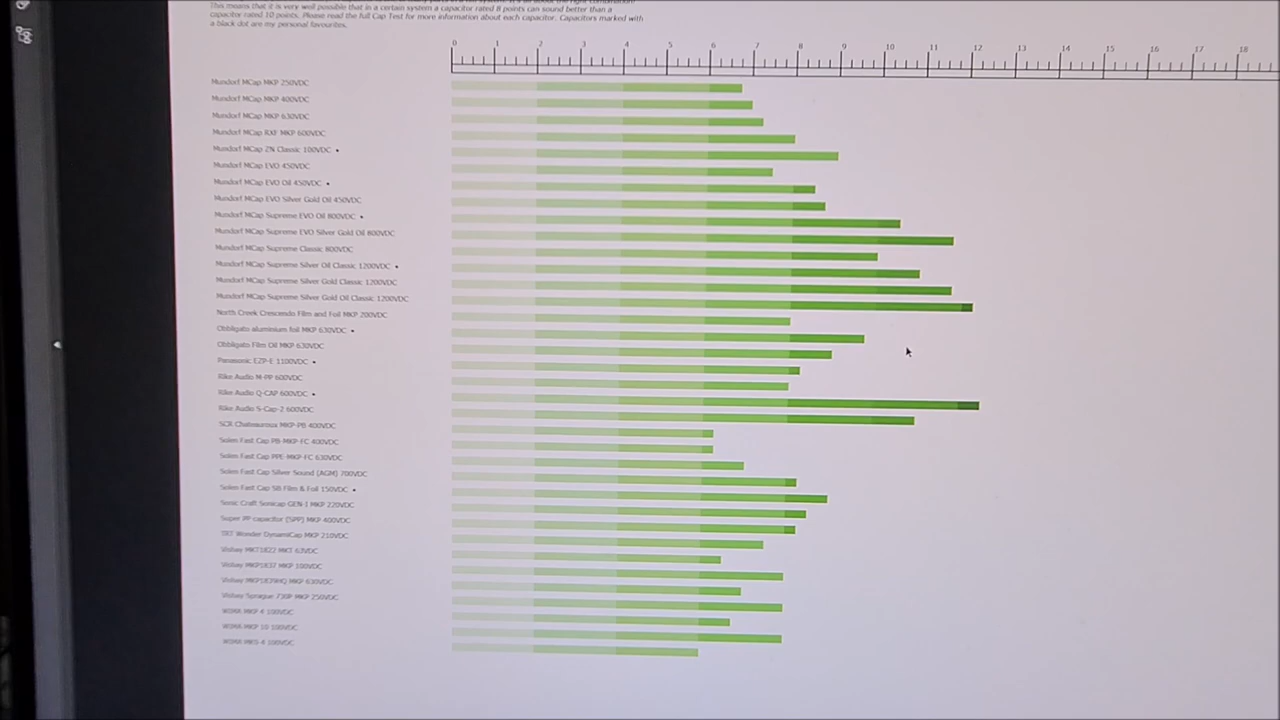 This means that it is very well possible that in a certain system a capacitor rated 8 points can sound better than a
capacitor rated 10 points. Please read the full Cap Test for more information about each capacitor. Capacitors marked with
a black dot are my personal favourites.
0 1 2 3 4 5 6 7 8 9 10 11 12 13 14 15 16 17 18
Mundorf MCap MKP 250VDC
Mundorf MCap MKP 400VDC
Mundorf MCap MKP 630VDC
Mundorf MCap RXF MKP 600VDC
Mundorf MCap ZN Classic 100VDC •
Mundorf MCap EVO 450VDC
Mundorf MCap EVO Oil 450VDC •
Mundorf MCap EVO Silver Gold Oil 450VDC
Mundorf MCap Supreme EVO Oil 800VDC •
Mundorf MCap Supreme EVO Silver Gold Oil 800VDC
Mundorf MCap Supreme Classic 800VDC
Mundorf MCap Supreme Silver Oil Classic 1200VDC •
Mundorf MCap Supreme Silver Gold Classic 1200VDC
Mundorf MCap Supreme Silver Gold Oil Classic 1200VDC
North Creek Crescendo Film and Foil MKP 200VDC
Obbligato aluminium foil MKP 630VDC •
Obbligato Film Oil MKP 630VDC
Panasonic EZP-E 1100VDC •
Rike Audio M-PP 600VDC
Rike Audio Q-CAP 600VDC •
Rike Audio S-Cap-2 600VDC
SCR Chateauroux MKP-PB 400VDC
Solen Fast Cap PB-MKP-FC 400VDC
Solen Fast Cap PPE-MKP-FC 630VDC
Solen Fast Cap Silver Sound (AGM) 700VDC
Solen Fast Cap SB Film & Foil 150VDC •
Sonic Craft Sonicap GEN-I MKP 220VDC
Super PP capacitor [SPP] MKP 400VDC
TRT Wonder DynamiCap MKP 210VDC
Vishay MKT1822 MKT 63VDC
Vishay MKP1837 MKP 100VDC
Vishay MKP1839HQ MKP 630VDC
Vishay Sprague 730P MKP 250VDC
WIMA MKP 4 100VDC
WIMA MKP 10 100VDC
WIMA MKS 4 100VDC